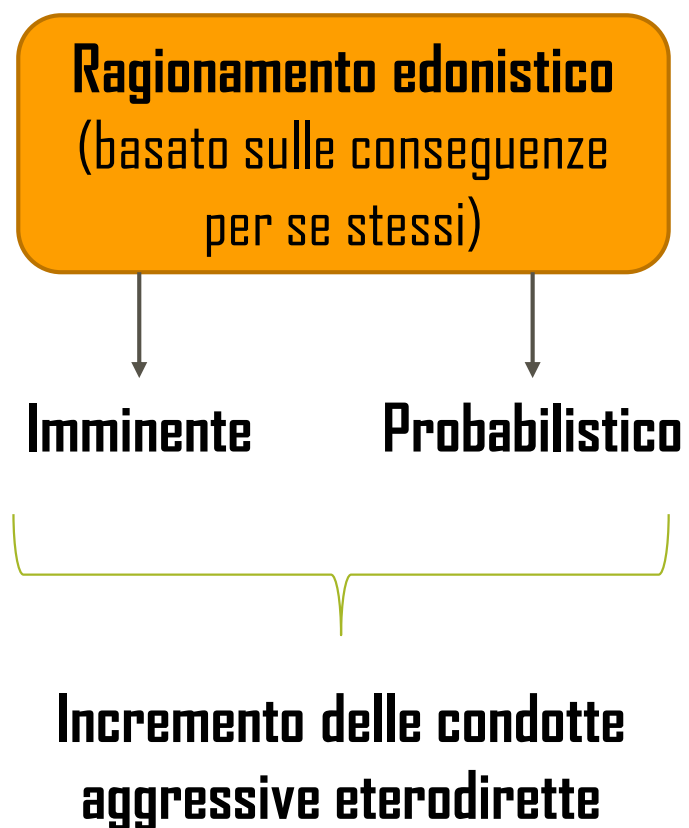 Ragionamento edonistico
(basato sulle conseguenze
per se stessi)
Imminente
Probabilistico
Incremento delle condotte
aggressive eterodirette